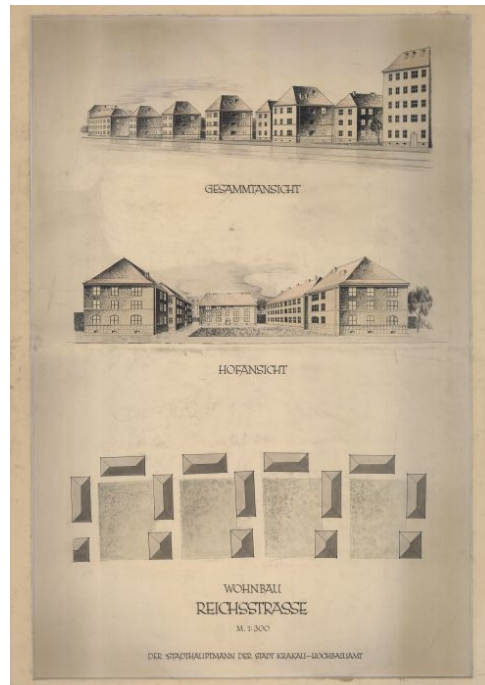 GESAMMTANSICHT
HOFANSICHT
WOHNBAU
REICHSSTRASSE
M. 1:300
DER STADTHAUPTMANN DER STADT KRAKAU–HOCHBAUAMT